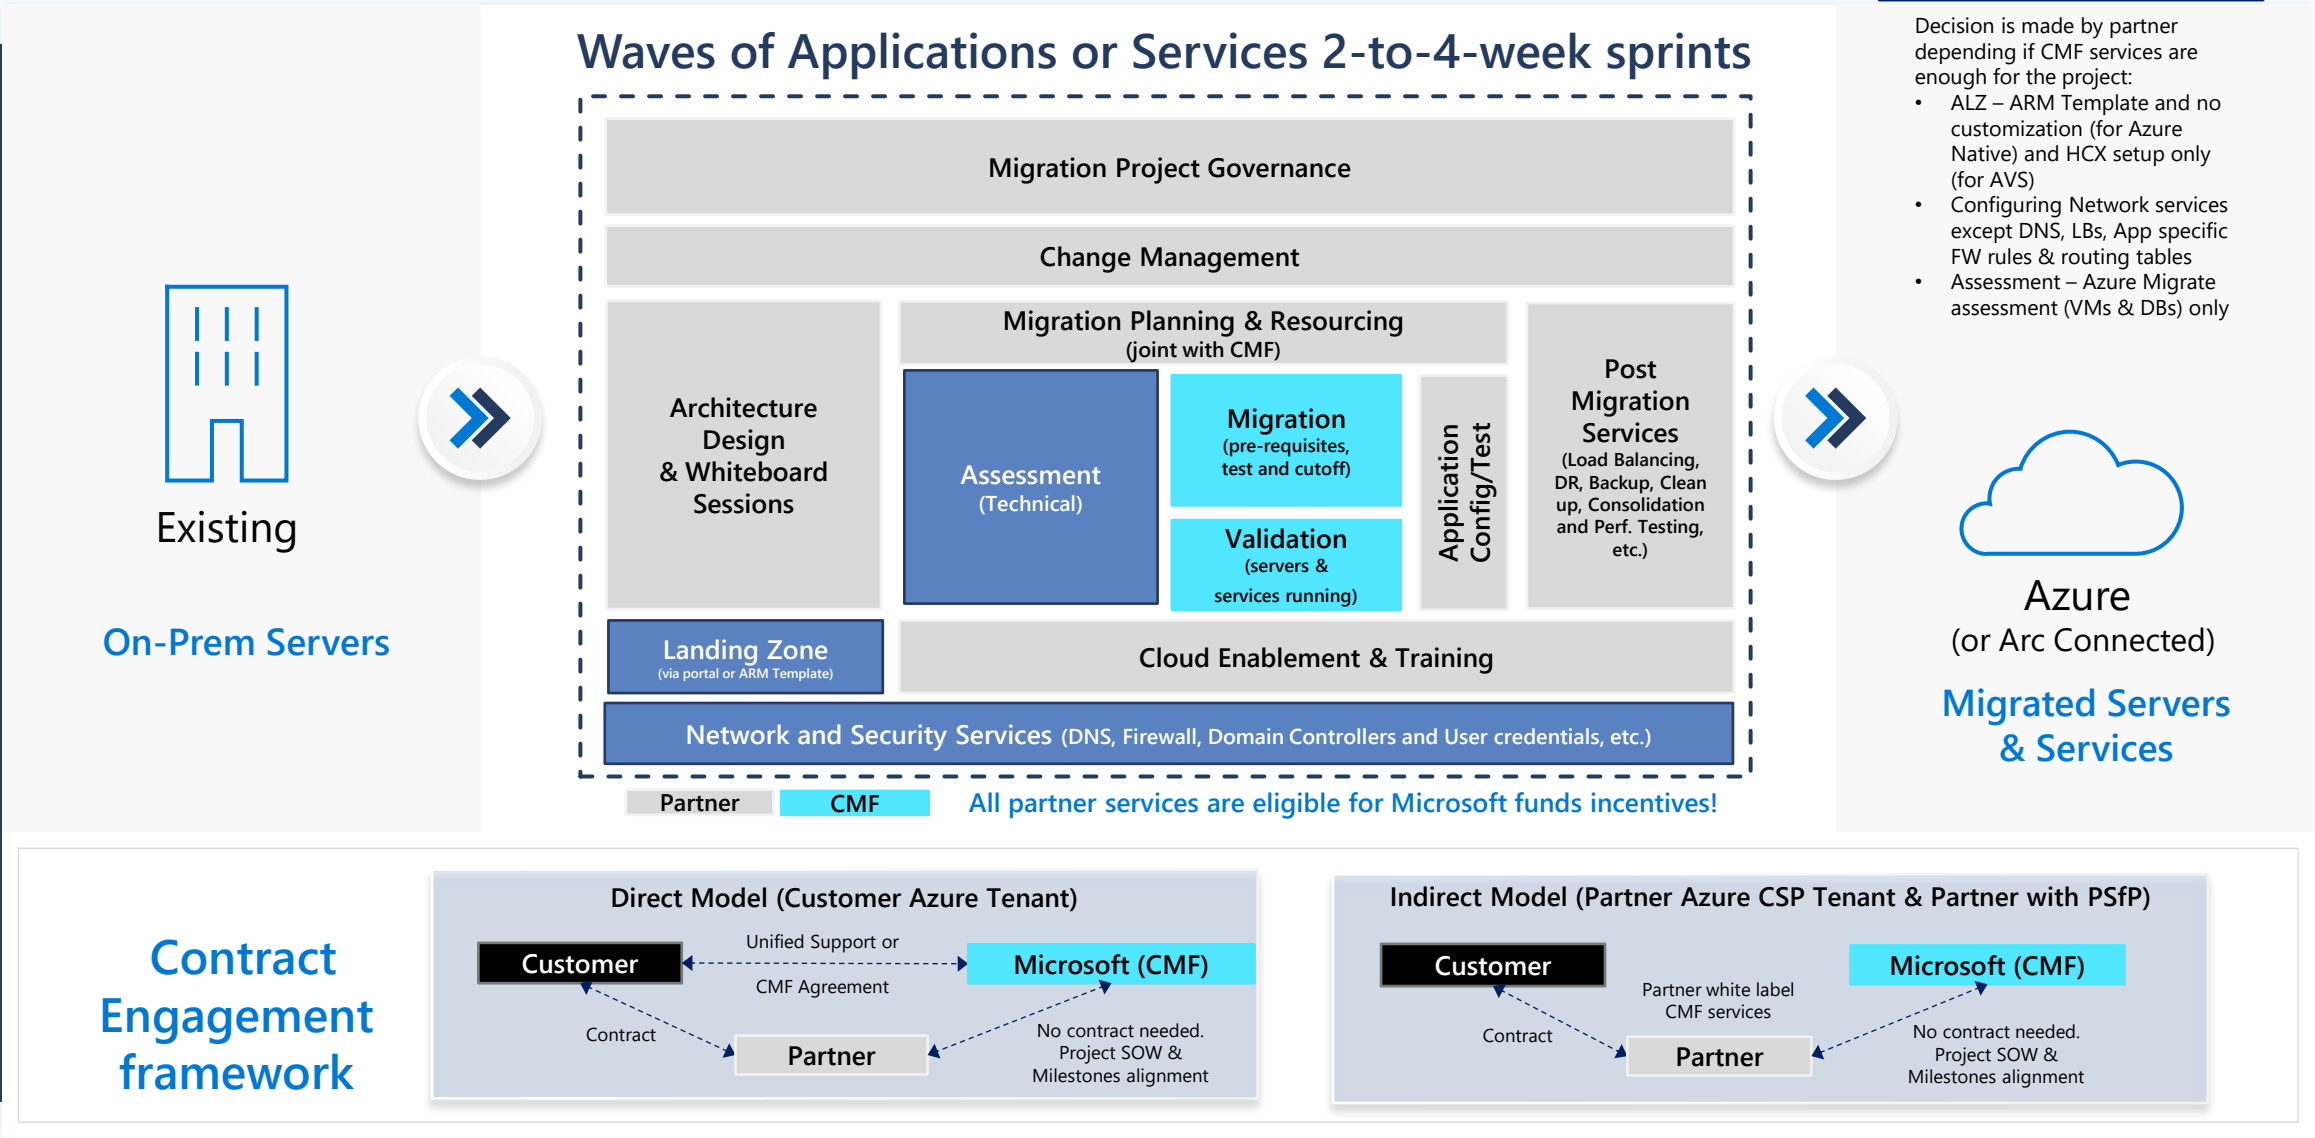 Waves of Applications or Services 2-to-4-week sprints
Decision is made by partner
depending if CMF services are
enough for the project:
• ALZ – ARM Template and no
customization (for Azure
Native) and HCX setup only
(for AVS)
• Configuring Network services
except DNS, LBs, App specific
FW rules & routing tables
• Assessment – Azure Migrate
assessment (VMs & DBs) only
Existing
On-Prem Servers
Migration Project Governance
Change Management
Architecture
Design
& Whiteboard
Sessions
Migration Planning & Resourcing
(joint with CMF)
Assessment
(Technical)
Migration
(pre-requisites,
test and cutoff)
Validation
(servers &
services running)
Application
Config/Test
Post
Migration
Services
(Load Balancing,
DR, Backup, Clean
up, Consolidation
and Perf. Testing,
etc.)
Landing Zone
(via portal or ARM Template)
Cloud Enablement & Training
Network and Security Services (DNS, Firewall, Domain Controllers and User credentials, etc.)
Partner
CMF
All partner services are eligible for Microsoft funds incentives!
Azure
(or Arc Connected)
Migrated Servers
& Services
Contract
Engagement
framework
Direct Model (Customer Azure Tenant)
Customer
Unified Support or
CMF Agreement
Microsoft (CMF)
Contract
Partner
No contract needed.
Project SOW &
Milestones alignment
Indirect Model (Partner Azure CSP Tenant & Partner with PSfP)
Customer
Microsoft (CMF)
Partner white label
CMF services
Contract
Partner
No contract needed.
Project SOW &
Milestones alignment